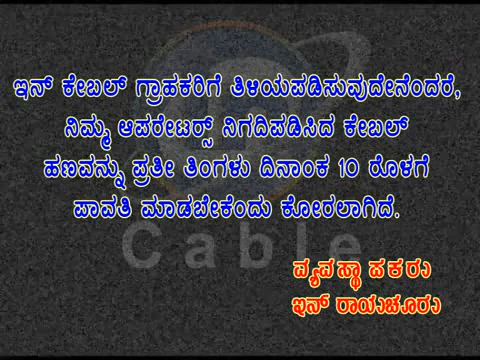 ಇನ್ ಕೇಬಲ್ ಗ್ರಾಹಕರಿಗೆ ತಿಳಿಯಪಡಿಸುವುದೇನೆಂದರೆ,
ನಿಮ್ಮ ಆಪರೇಟರ್‍ಸ್ ನಿಗದಿಪಡಿಸಿದ ಕೇಬಲ್
ಹಣವನ್ನು ಪ್ರತೀ ತಿಂಗಳು ದಿನಾಂಕ 10 ರೊಳಗೆ
ಪಾವತಿ ಮಾಡಬೇಕೆಂದು ಕೋರಲಾಗಿದೆ.
Cable
ವ್ಯವಸ್ಥಾಪಕರು
ಇನ್ ರಾಯಚೂರು